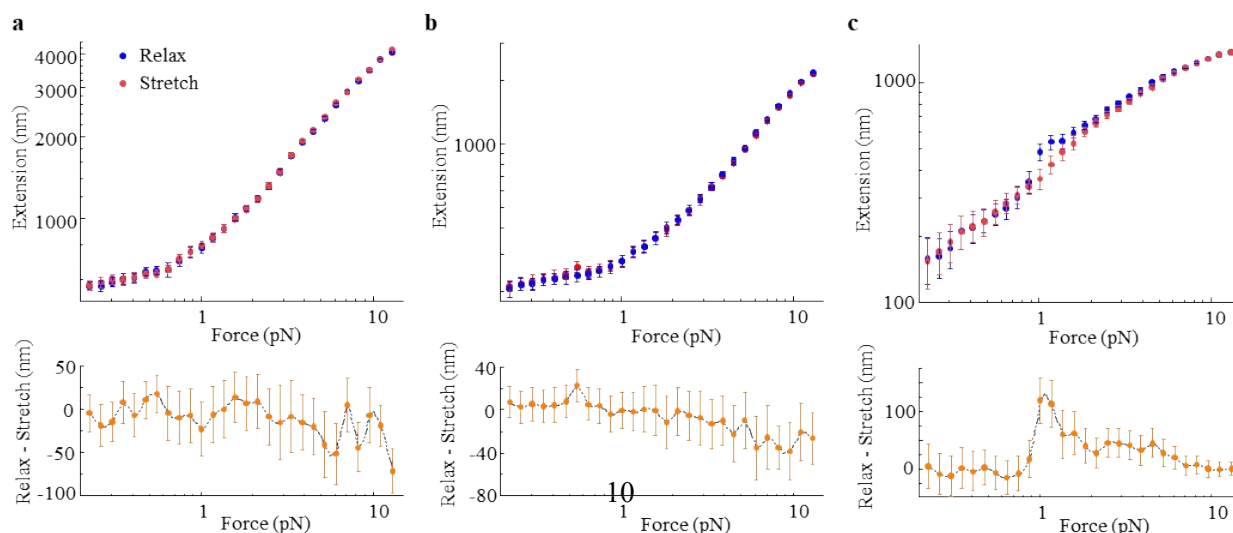 a
Relax
Stretch
Extension (nm)
4000
3000
2000
1000
1
10
Force (pN)
Relax - Stretch (nm)
50
0
-50
-100
1
10
Force (pN)
b
Extension (nm)
1000
1
10
Force (pN)
Relax - Stretch (nm)
40
0
-40
-80
10
1
10
Force (pN)
c
Extension (nm)
1000
100
1
10
Force (pN)
Relax - Stretch (nm)
100
0
1
10
Force (pN)